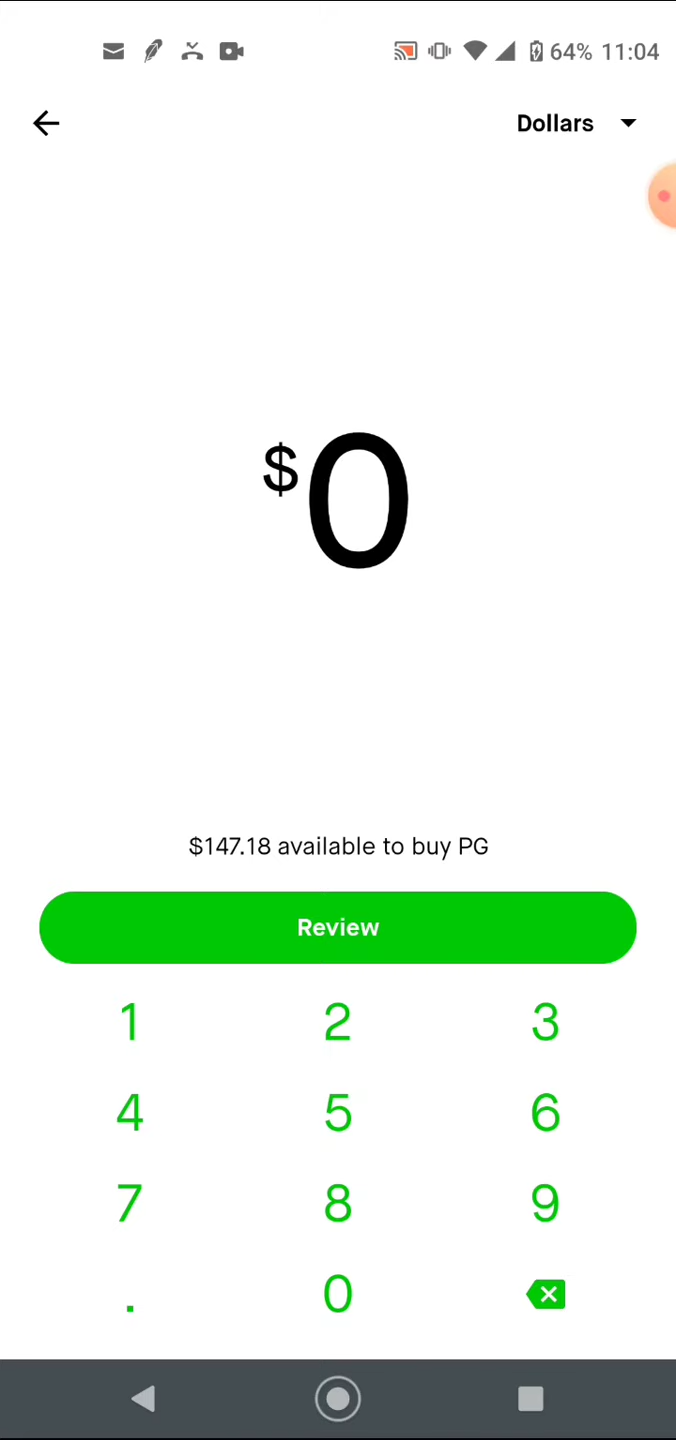 64% 11:04
Dollars
$0
$147.18 available to buy PG
Review
1 2 3
4 5 6
7 8 9
. 0